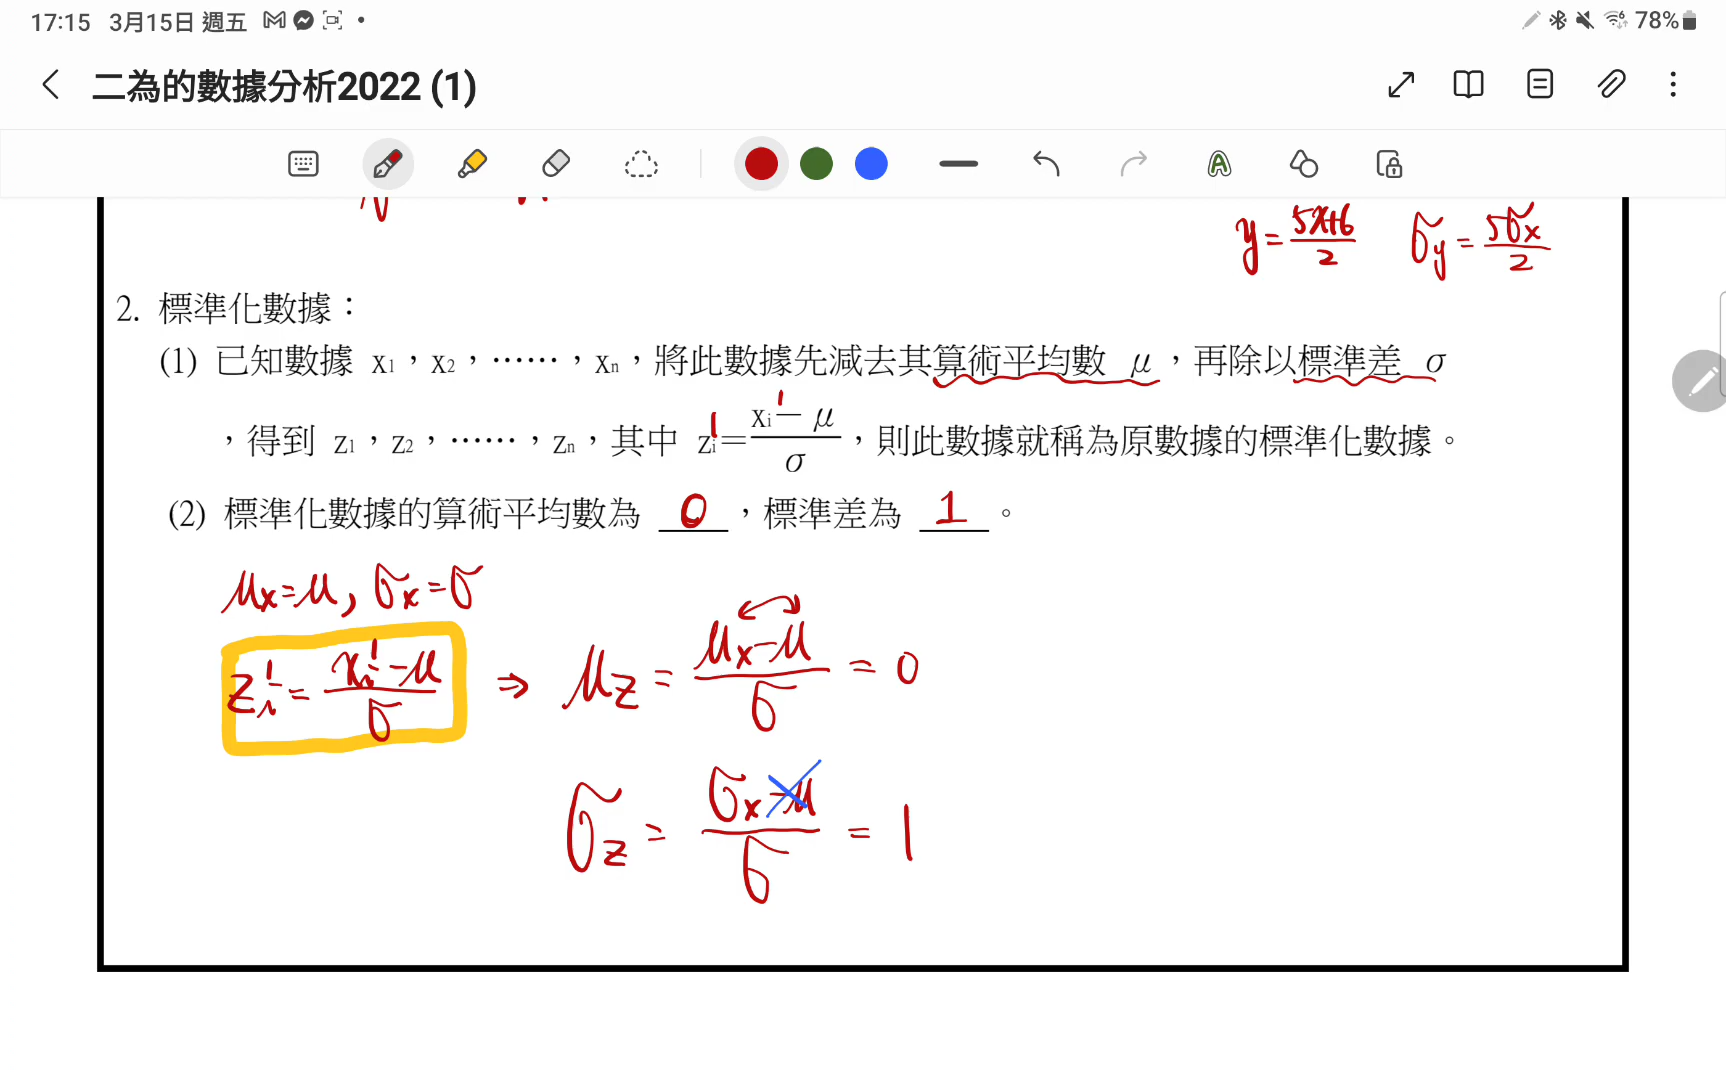 17:15 3月15日 週五 78%
二為的數據分析2022 (1)
y = 5x+6/2 σy = 5σx/2
2. 標準化數據：
(1) 已知數據 x₁，x₂，……，xₙ，將此數據先減去其算術平均數 μ，再除以標準差 σ
，得到 z₁，z₂，……，zₙ，其中 zᵢ=xᵢ－μ/σ，則此數據就稱為原數據的標準化數據。
(2) 標準化數據的算術平均數為 0，標準差為 1。
μx=μ, σx=σ
zᵢ = xᵢ-μ/σ ⇒ μz = μx-μ/σ = 0
σz = σx-μ/σ = 1